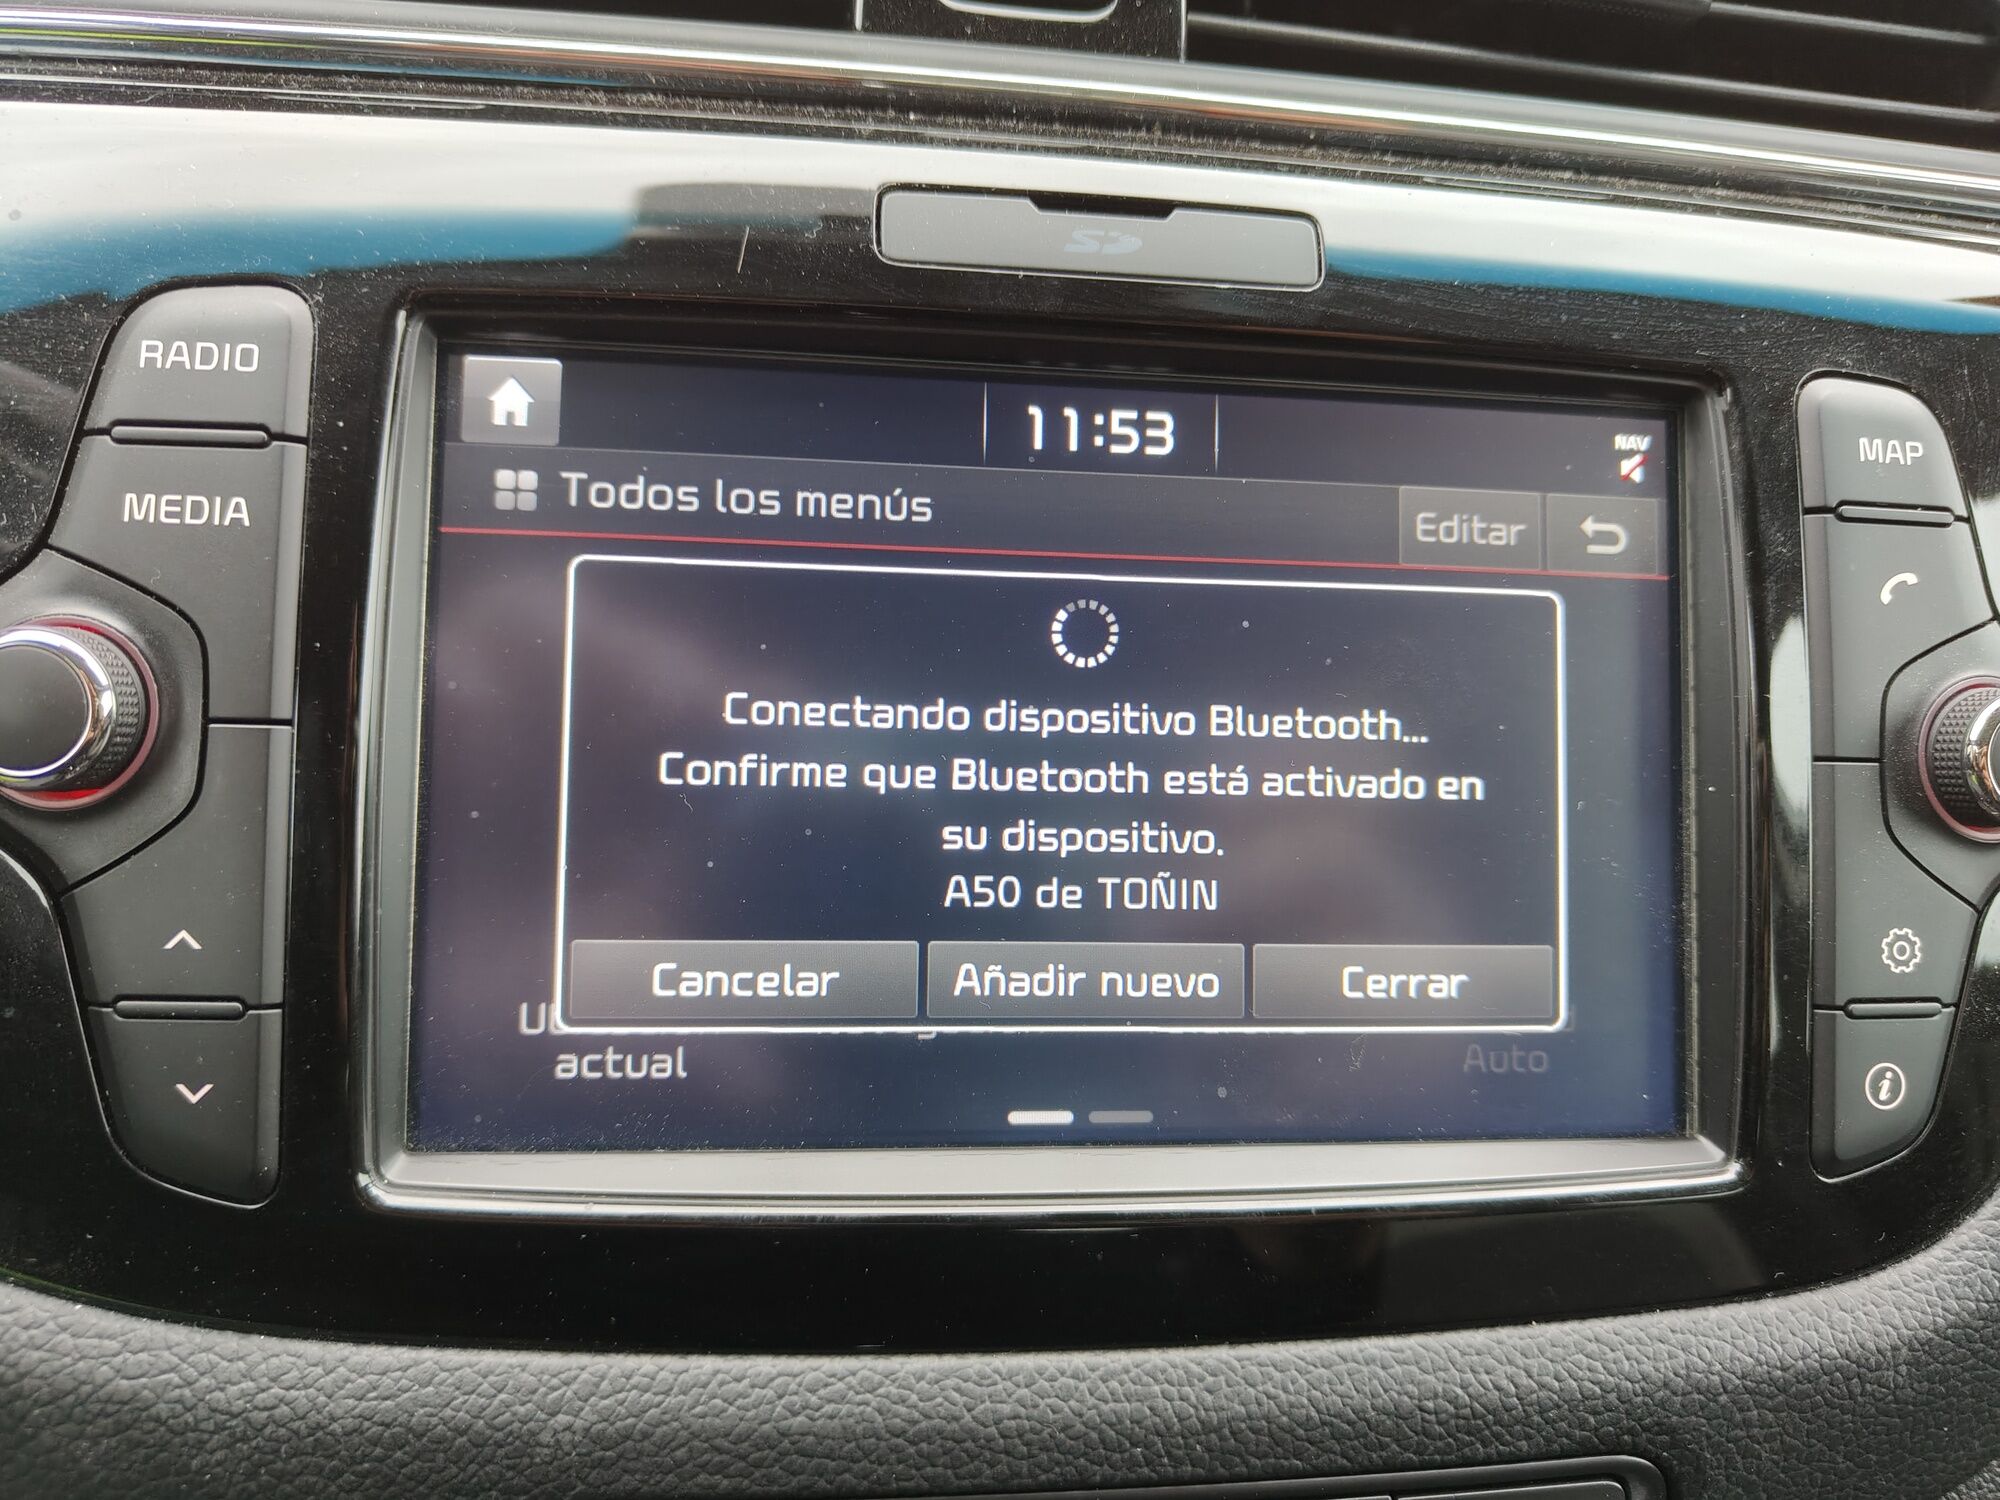 SD
RADIO
MEDIA
MAP
11:53
NAV
Todos los menús
Editar
Conectando dispositivo Bluetooth...
Confirme que Bluetooth está activado en
su dispositivo.
A50 de TOÑIN
Cancelar
Añadir nuevo
Cerrar
actual
Auto
i